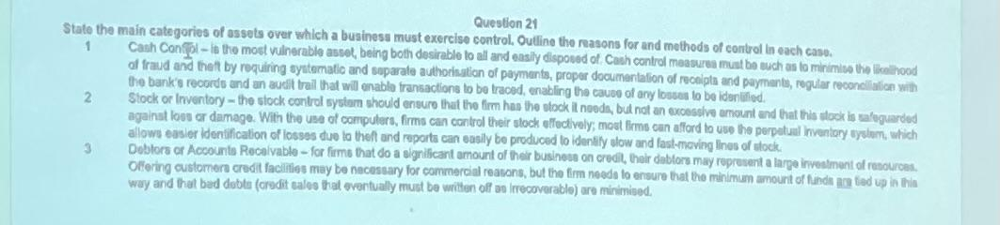 Question 21
State the main categories of assets over which a business must exercise control. Outline the reasons for and methods of control in each case.
1 Cash Control – is the most vulnerable asset, being both desirable to all and easily disposed of. Cash control measures must be such as to minimise the likelihood
of fraud and theft by requiring systematic and separate authorisation of payments, proper documentation of receipts and payments, regular reconciliation with
the bank's records and an audit trail that will enable transactions to be traced, enabling the cause of any losses to be identified.
2 Stock or Inventory – the stock control system should ensure that the firm has the stock it needs, but not an excessive amount and that this stock is safeguarded
against loss or damage. With the use of computers, firms can control their stock effectively; most firms can afford to use the perpetual inventory system, which
allows easier identification of losses due to theft and reports can easily be produced to identify slow and fast-moving lines of stock.
3 Debtors or Accounts Receivable – for firms that do a significant amount of their business on credit, their debtors may represent a large investment of resources.
Offering customers credit facilities may be necessary for commercial reasons, but the firm needs to ensure that the minimum amount of funds are tied up in this
way and that bad debts (credit sales that eventually must be written off as irrecoverable) are minimised.